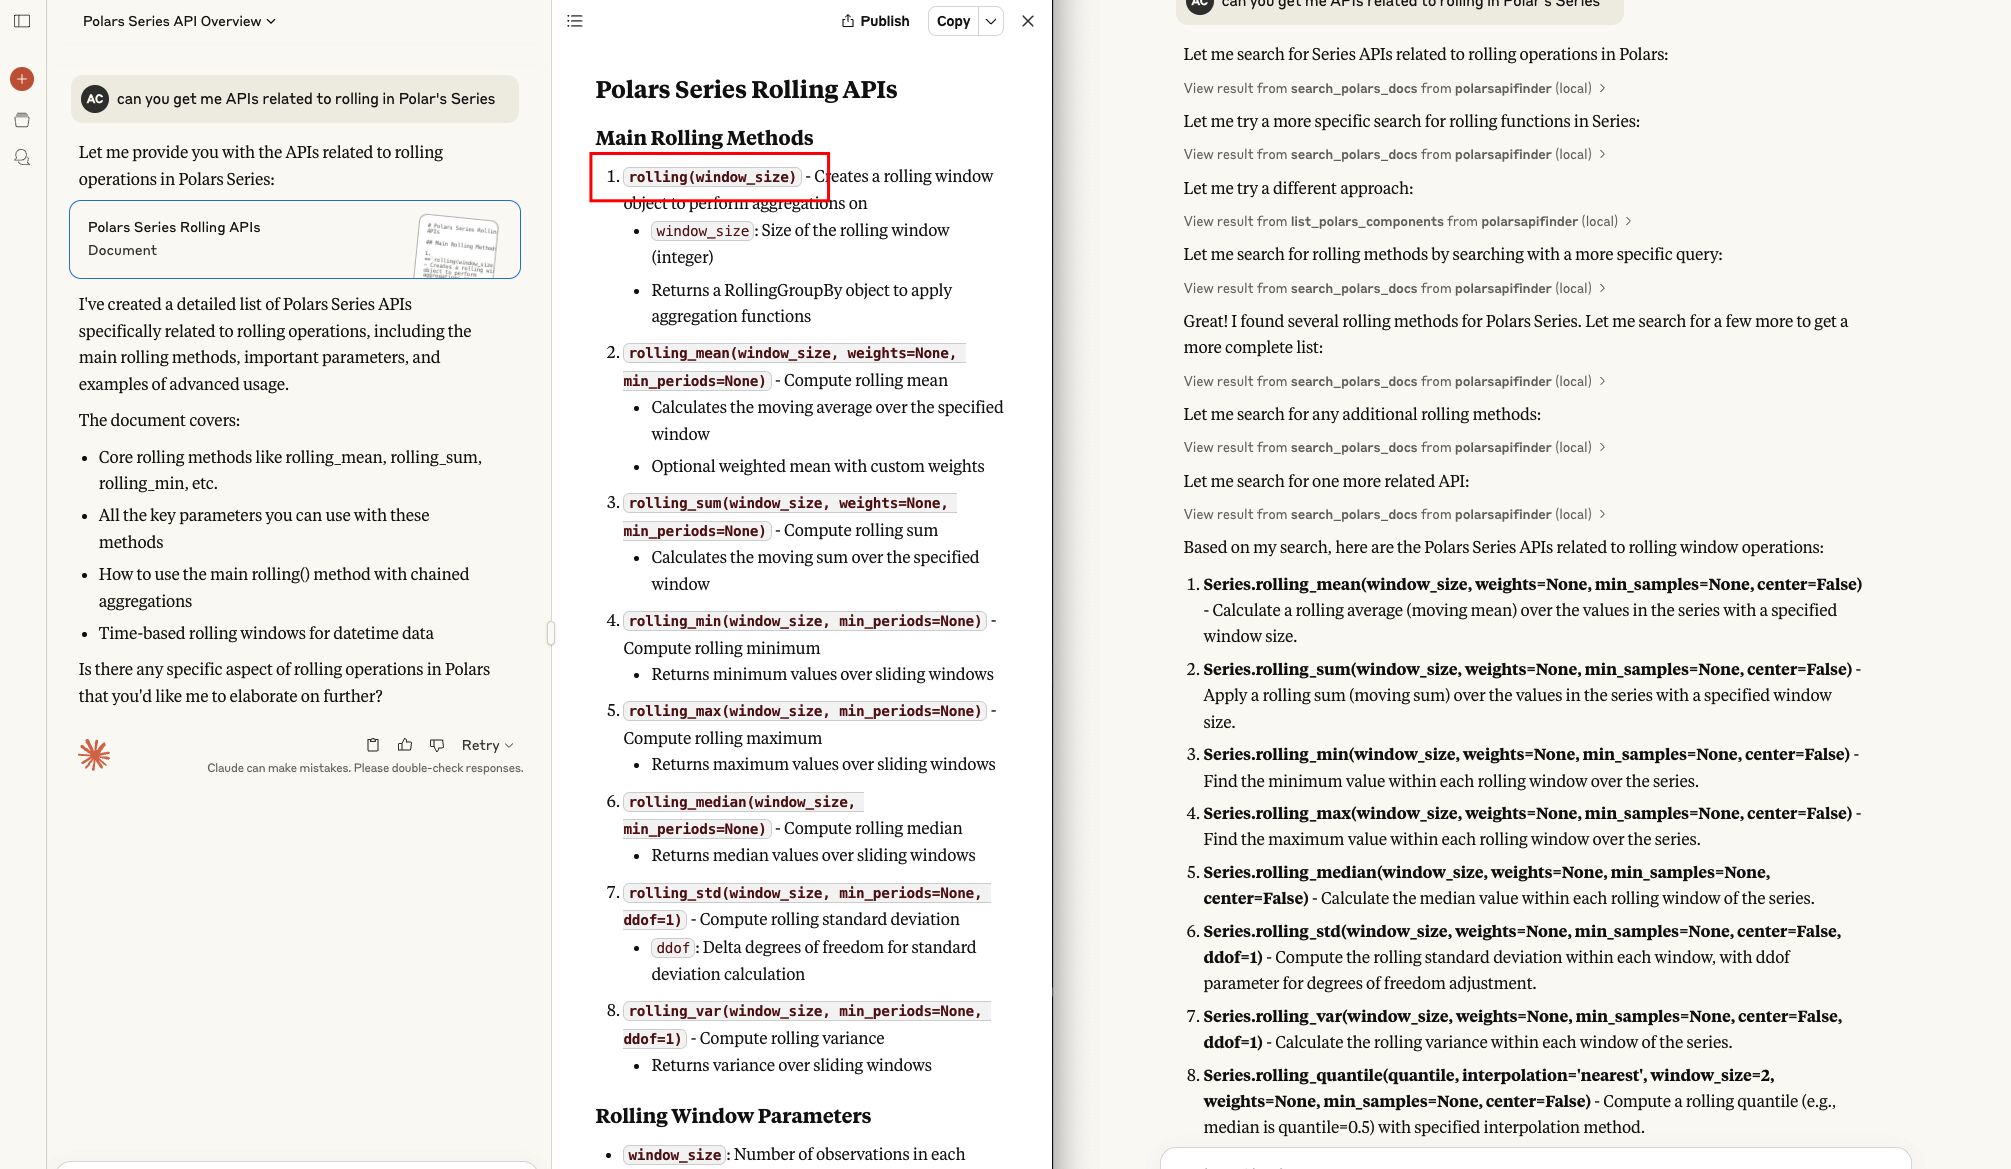 Polars Series API Overview
AC can you get me APIs related to rolling in Polar's Series
Let me provide you with the APIs related to rolling
operations in Polars Series:
Polars Series Rolling APIs
Document
# Polars Series Rollin
APIs
## Main Rolling Method
1.
I've created a detailed list of Polars Series APIs
specifically related to rolling operations, including the
main rolling methods, important parameters, and
examples of advanced usage.
The document covers:
• Core rolling methods like rolling_mean, rolling_sum,
rolling_min, etc.
• All the key parameters you can use with these
methods
• How to use the main rolling() method with chained
aggregations
• Time-based rolling windows for datetime data
Is there any specific aspect of rolling operations in Polars
that you'd like me to elaborate on further?
Retry
Claude can make mistakes. Please double-check responses.
Publish
Copy
Polars Series Rolling APIs
Main Rolling Methods
1. rolling(window_size) - Creates a rolling window
object to perform aggregations on
• window_size: Size of the rolling window
(integer)
• Returns a RollingGroupBy object to apply
aggregation functions
2. rolling_mean(window_size, weights=None,
min_periods=None) - Compute rolling mean
• Calculates the moving average over the specified
window
• Optional weighted mean with custom weights
3. rolling_sum(window_size, weights=None,
min_periods=None) - Compute rolling sum
• Calculates the moving sum over the specified
window
4. rolling_min(window_size, min_periods=None) -
Compute rolling minimum
• Returns minimum values over sliding windows
5. rolling_max(window_size, min_periods=None) -
Compute rolling maximum
• Returns maximum values over sliding windows
6. rolling_median(window_size,
min_periods=None) - Compute rolling median
• Returns median values over sliding windows
7. rolling_std(window_size, min_periods=None,
ddof=1) - Compute rolling standard deviation
• ddof: Delta degrees of freedom for standard
deviation calculation
8. rolling_var(window_size, min_periods=None,
ddof=1) - Compute rolling variance
• Returns variance over sliding windows
Rolling Window Parameters
• window_size: Number of observations in each
AC can you get me APIs related to rolling in Polar's Series
Let me search for Series APIs related to rolling operations in Polars:
View result from search_polars_docs from polarsapifinder (local)
Let me try a more specific search for rolling functions in Series:
View result from search_polars_docs from polarsapifinder (local)
Let me try a different approach:
View result from list_polars_components from polarsapifinder (local)
Let me search for rolling methods by searching with a more specific query:
View result from search_polars_docs from polarsapifinder (local)
Great! I found several rolling methods for Polars Series. Let me search for a few more to get a
more complete list:
View result from search_polars_docs from polarsapifinder (local)
Let me search for any additional rolling methods:
View result from search_polars_docs from polarsapifinder (local)
Let me search for one more related API:
View result from search_polars_docs from polarsapifinder (local)
Based on my search, here are the Polars Series APIs related to rolling window operations:
1. Series.rolling_mean(window_size, weights=None, min_samples=None, center=False)
- Calculate a rolling average (moving mean) over the values in the series with a specified
window size.
2. Series.rolling_sum(window_size, weights=None, min_samples=None, center=False) -
Apply a rolling sum (moving sum) over the values in the series with a specified window
size.
3. Series.rolling_min(window_size, weights=None, min_samples=None, center=False) -
Find the minimum value within each rolling window over the series.
4. Series.rolling_max(window_size, weights=None, min_samples=None, center=False) -
Find the maximum value within each rolling window over the series.
5. Series.rolling_median(window_size, weights=None, min_samples=None,
center=False) - Calculate the median value within each rolling window of the series.
6. Series.rolling_std(window_size, weights=None, min_samples=None, center=False,
ddof=1) - Compute the rolling standard deviation within each window, with ddof
parameter for degrees of freedom adjustment.
7. Series.rolling_var(window_size, weights=None, min_samples=None, center=False,
ddof=1) - Calculate the rolling variance within each window of the series.
8. Series.rolling_quantile(quantile, interpolation='nearest', window_size=2,
weights=None, min_samples=None, center=False) - Compute a rolling quantile (e.g.,
median is quantile=0.5) with specified interpolation method.